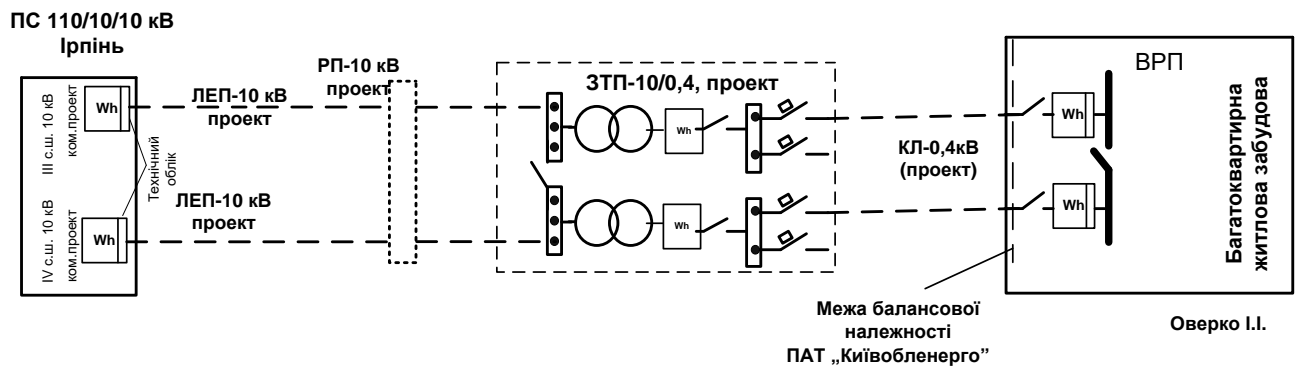 ПС 110/10/10 кВ
Ірпінь
ІІІ с.ш. 10 кВ
ком.проект
Wh
IV с.ш. 10 кВ
ком.проект
Wh
Технічний
облік
ЛЕП-10 кВ
проект
ЛЕП-10 кВ
проект
РП-10 кВ
проект
ЗТП-10/0,4, проект
Wh
Wh
КЛ-0,4кВ
(проект)
ВРП
Wh
Wh
Багатоквартирна
житлова забудова
Межа балансової
належності
ПАТ „Київобленерго”
Оверко І.І.